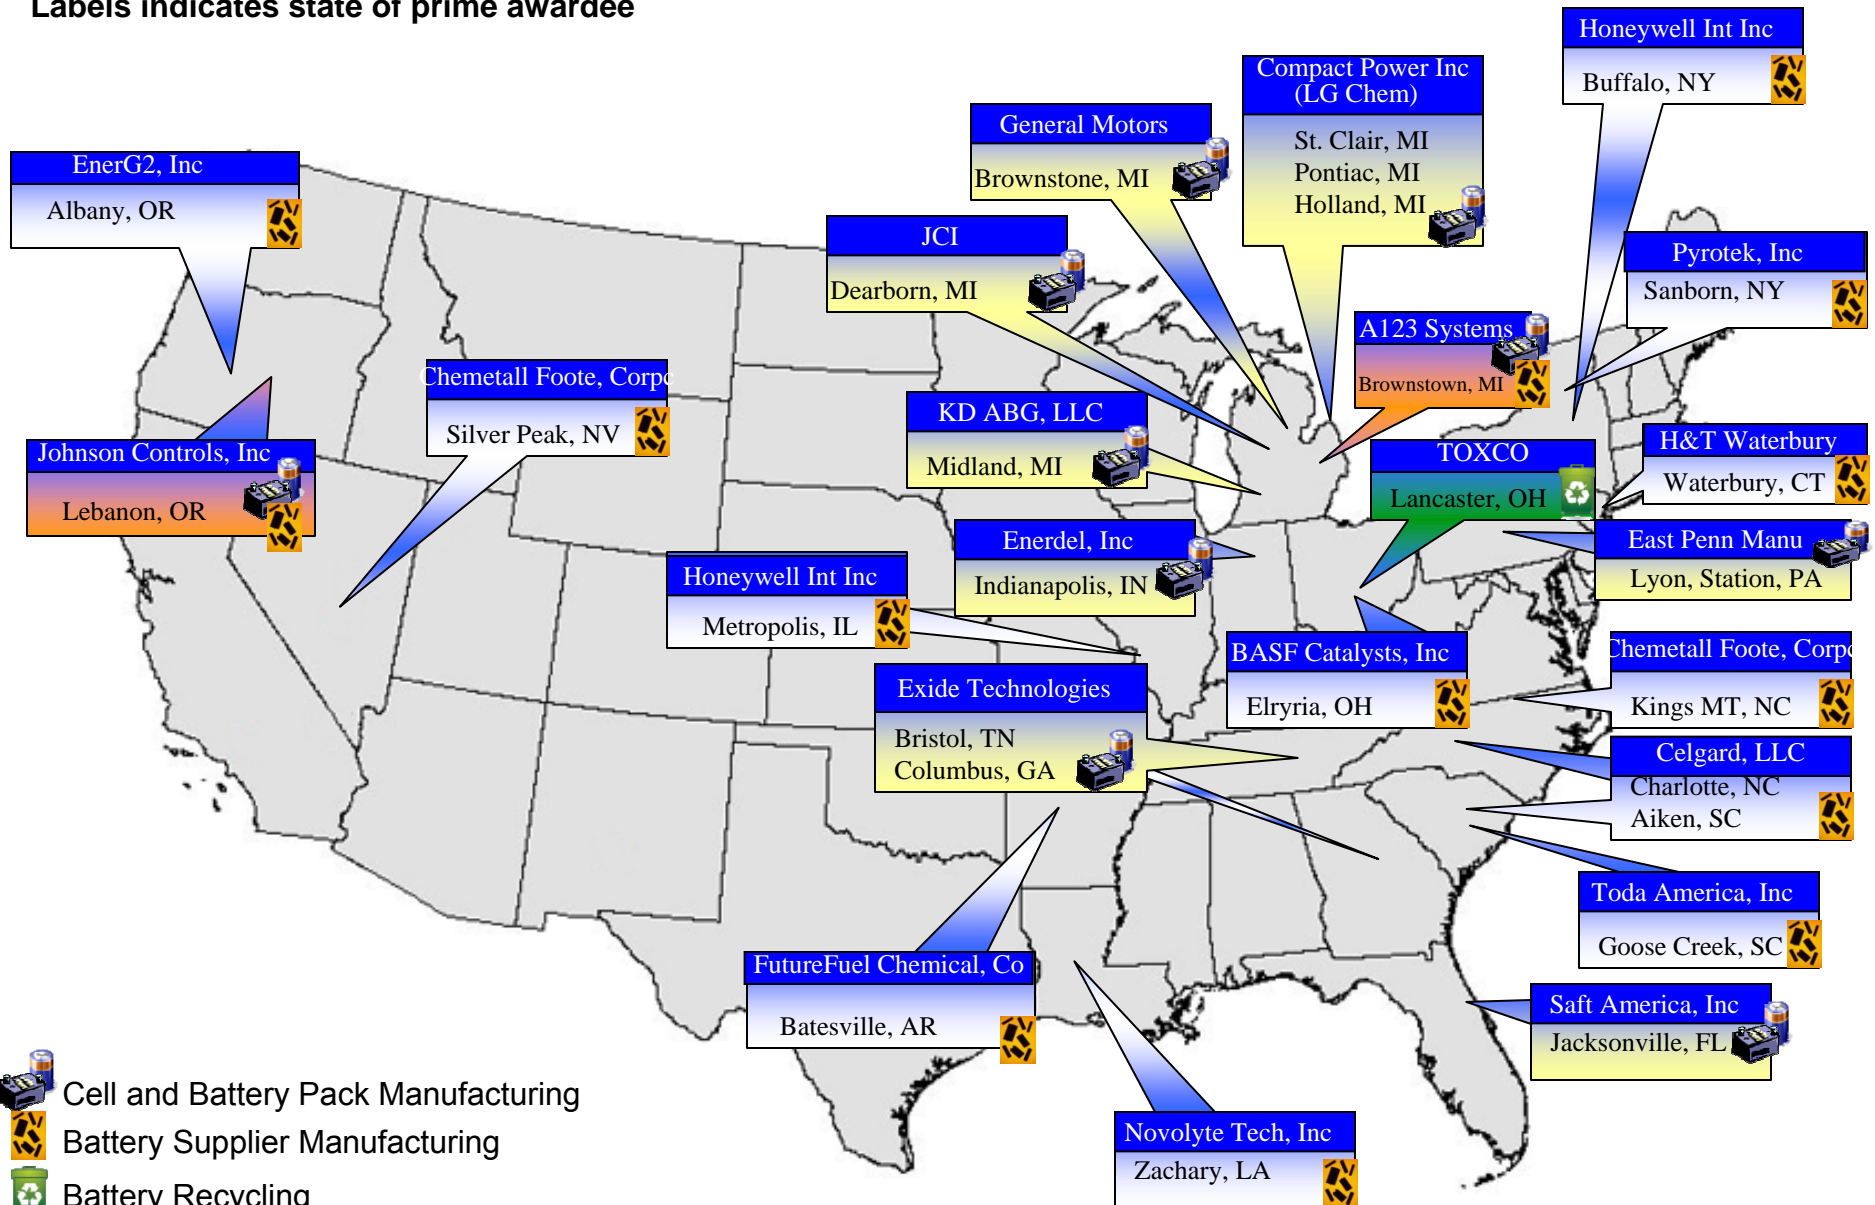 Labels indicates state of prime awardee
Honeywell Int Inc
Buffalo, NY
Compact Power Inc
(LG Chem)
St. Clair, MI
Pontiac, MI
Holland, MI
General Motors
Brownstone, MI
EnerG2, Inc
Albany, OR
JCI
Dearborn, MI
Pyrotek, Inc
Sanborn, NY
A123 Systems
Brownstown, MI
Chemetall Foote, Corpo
Silver Peak, NV
KD ABG, LLC
Midland, MI
Johnson Controls, Inc
Lebanon, OR
TOXCO
Lancaster, OH
H&T Waterbury
Waterbury, CT
Enerdel, Inc
Indianapolis, IN
East Penn Manu
Lyon, Station, PA
Honeywell Int Inc
Metropolis, IL
BASF Catalysts, Inc
Elryria, OH
Chemetall Foote, Corpo
Kings MT, NC
Exide Technologies
Bristol, TN
Columbus, GA
Celgard, LLC
Charlotte, NC
Aiken, SC
Toda America, Inc
Goose Creek, SC
FutureFuel Chemical, Co
Batesville, AR
Saft America, Inc
Jacksonville, FL
Novolyte Tech, Inc
Zachary, LA
Cell and Battery Pack Manufacturing
Battery Supplier Manufacturing
Battery Recycling